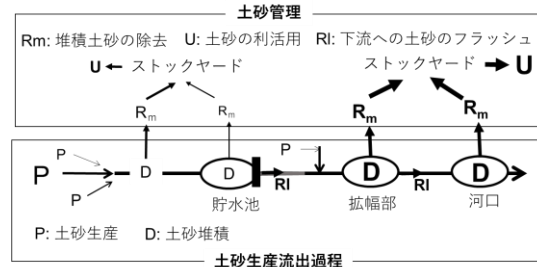 土砂管理
Rm: 堆積土砂の除去 U: 土砂の利活用 RI: 下流への土砂のフラッシュ
U ストックヤード ストックヤード U
Rm Rm Rm Rm
P P P
P D D D D
P RI RI
貯水池 拡幅部 河口
P: 土砂生産 D: 土砂堆積
土砂生産流出過程